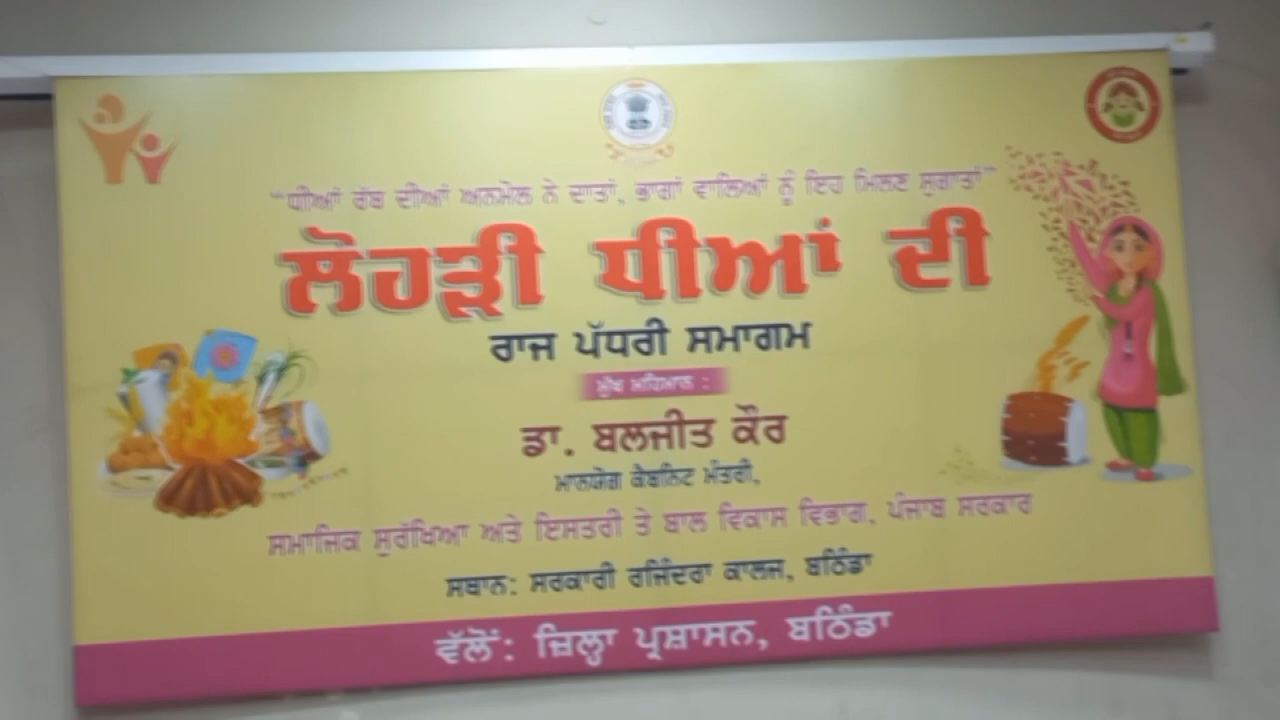 "ਧੀਆਂ ਰੱਬ ਦੀਆਂ ਅਨਮੋਲ ਨੇ ਦਾਤਾਂ, ਭਾਗਾਂ ਵਾਲਿਆਂ ਨੂੰ ਇਹ ਮਿਲਣ ਸੁਗਾਤਾਂ"
ਲੋਹੜੀ ਧੀਆਂ ਦੀ
ਰਾਜ ਪੱਧਰੀ ਸਮਾਗਮ
ਮੁੱਖ ਮਹਿਮਾਨ :
ਡਾ. ਬਲਜੀਤ ਕੌਰ
ਮਾਨਯੋਗ ਕੈਬਨਿਟ ਮੰਤਰੀ,
ਸਮਾਜਿਕ ਸੁਰੱਖਿਆ ਅਤੇ ਇਸਤਰੀ ਤੇ ਬਾਲ ਵਿਕਾਸ ਵਿਭਾਗ, ਪੰਜਾਬ ਸਰਕਾਰ
ਸਥਾਨ: ਸਰਕਾਰੀ ਰਜਿੰਦਰਾ ਕਾਲਜ, ਬਠਿੰਡਾ
ਵੱਲੋਂ: ਜ਼ਿਲ੍ਹਾ ਪ੍ਰਸ਼ਾਸਨ, ਬਠਿੰਡਾ